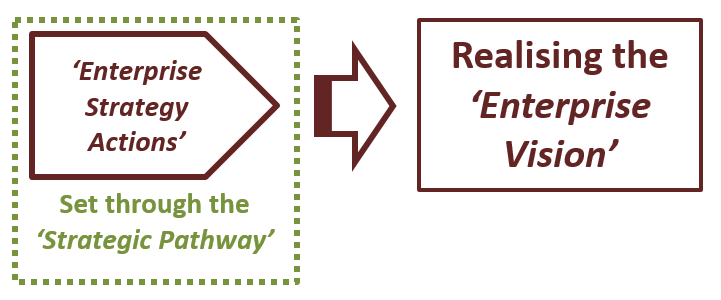 ‘Enterprise
Strategy
Actions’
Set through the
‘Strategic Pathway’
Realising the
‘Enterprise
Vision’